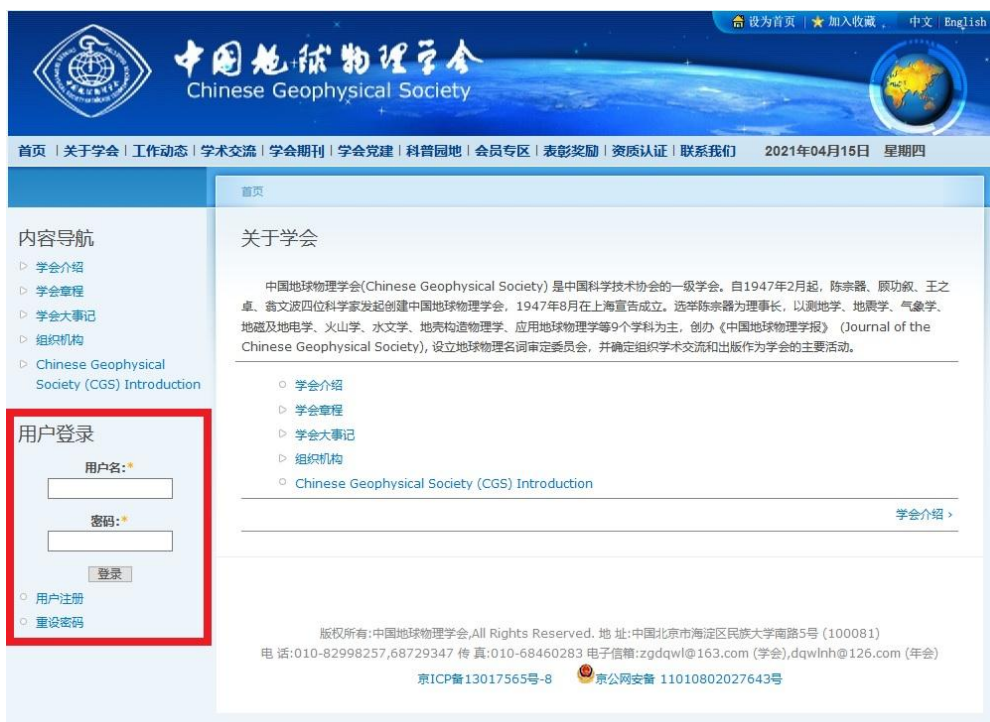 设为首页 | 加入收藏 , 中文 | English
中国地球物理学会
Chinese Geophysical Society
首页 | 关于学会 | 工作动态 | 学术交流 | 学会期刊 | 学会党建 | 科普园地 | 会员专区 | 表彰奖励 | 资质认证 | 联系我们 2021年04月15日 星期四
首页
内容导航
学会介绍
学会章程
学会大事记
组织机构
Chinese Geophysical
Society (CGS) Introduction
用户登录
用户名:*
密码:*
登录
用户注册
重设密码
关于学会
中国地球物理学会(Chinese Geophysical Society) 是中国科学技术协会的一级学会。自1947年2月起，陈宗器、顾功叙、王之
卓、翁文波四位科学家发起创建中国地球物理学会，1947年8月在上海宣告成立。选举陈宗器为理事长，以测地学、地震学、气象学、
地磁及地电学、火山学、水文学、地壳构造物理学、应用地球物理学等9个学科为主，创办《中国地球物理学报》 (Journal of the
Chinese Geophysical Society), 设立地球物理名词审定委员会，并确定组织学术交流和出版作为学会的主要活动。
学会介绍
学会章程
学会大事记
组织机构
Chinese Geophysical Society (CGS) Introduction
学会介绍 ›
版权所有:中国地球物理学会,All Rights Reserved. 地 址:中国北京市海淀区民族大学南路5号 (100081)
电 话:010-82998257,68729347 传 真:010-68460283 电子信箱:zgdqwl@163.com (学会),dqwlnh@126.com (年会)
京ICP备13017565号-8 京公网安备 11010802027643号